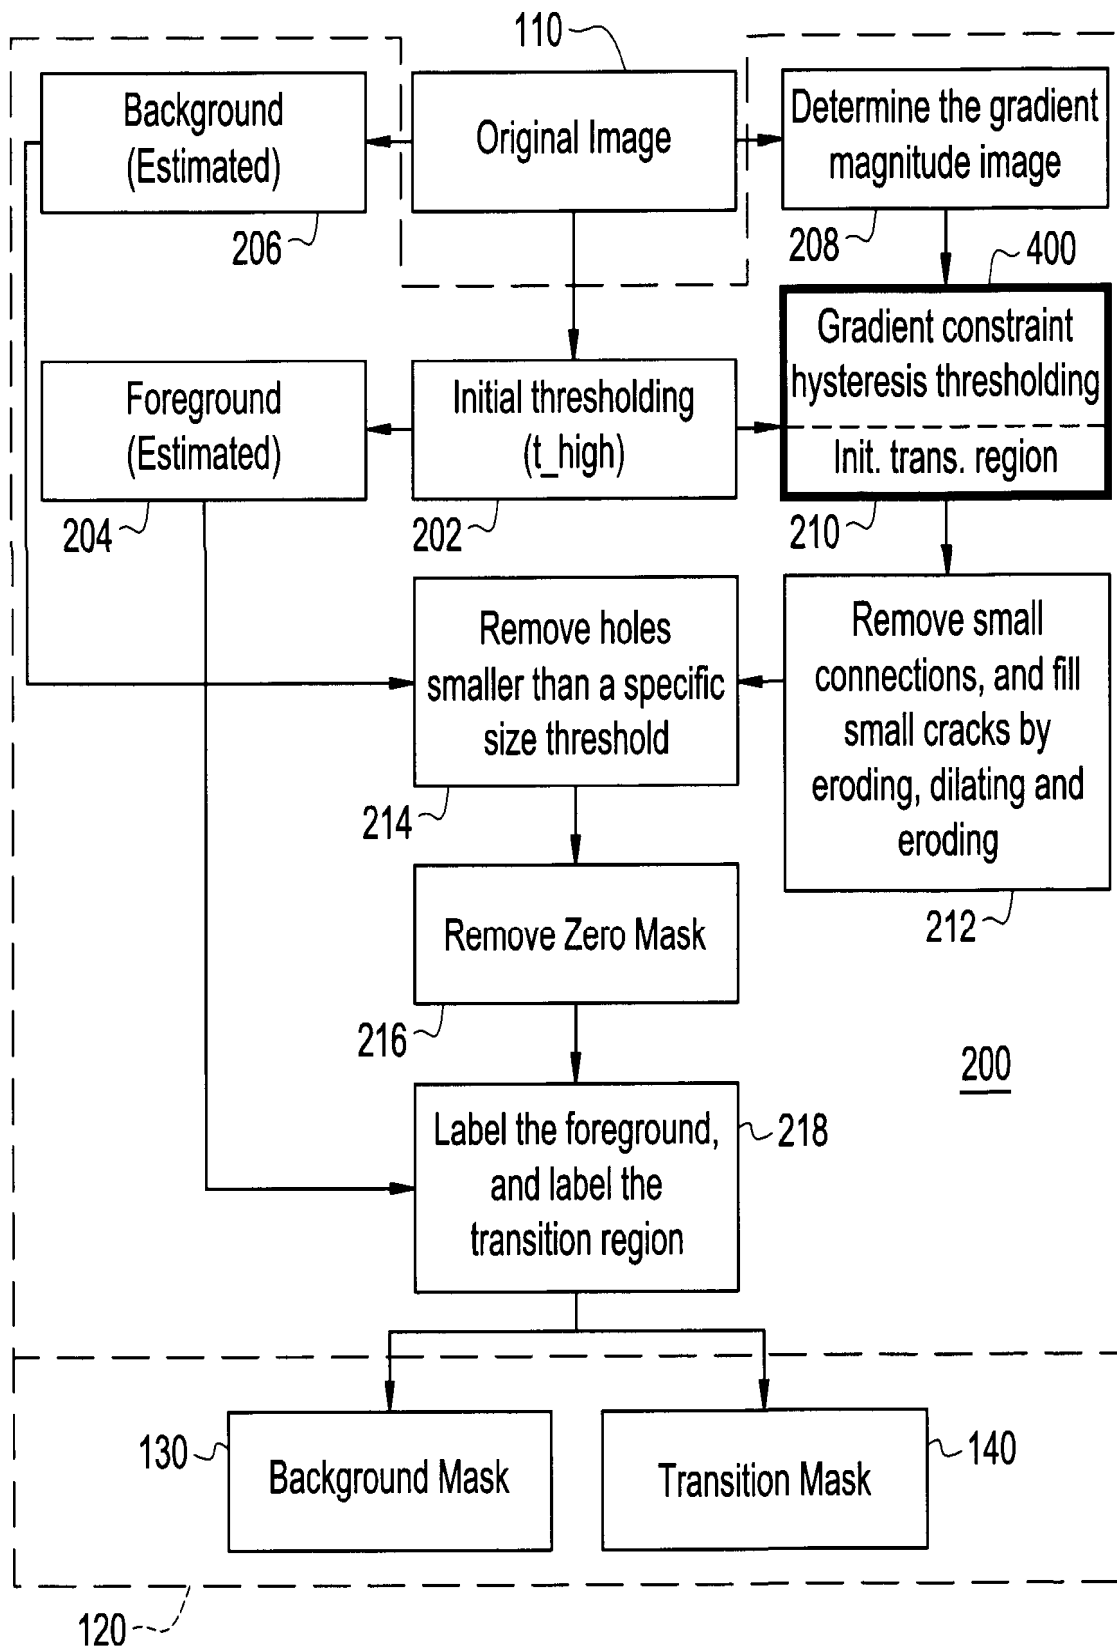 110
Background
(Estimated)
206
Original Image
Determine the gradient
magnitude image
208
400
Foreground
(Estimated)
204
Initial thresholding
(t_high)
202
Gradient constraint
hysteresis thresholding
Init. trans. region
210
Remove holes
smaller than a specific
size threshold
214
Remove small
connections, and fill
small cracks by
eroding, dilating and
eroding
212
Remove Zero Mask
216
200
Label the foreground,
and label the
transition region
218
130
Background Mask
Transition Mask
140
120